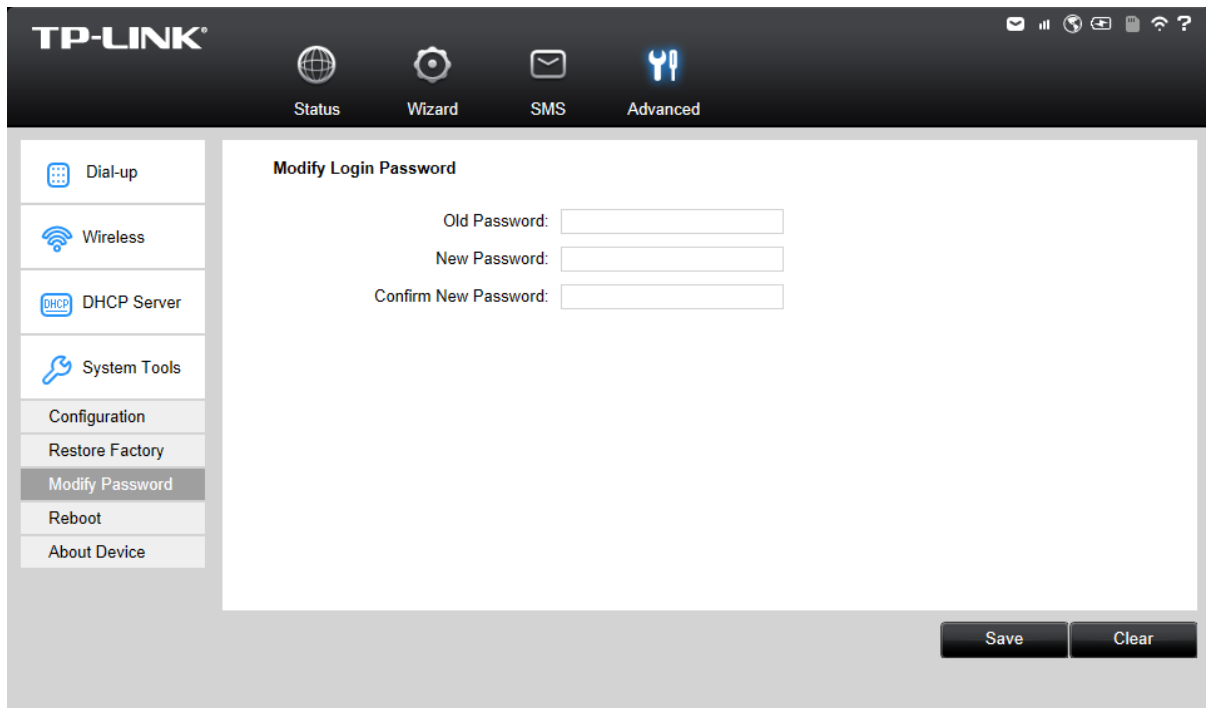 TP-LINK®
?
Status
Wizard
SMS
Advanced
Dial-up
Wireless
DHCP
DHCP Server
System Tools
Configuration
Restore Factory
Modify Password
Reboot
About Device
Modify Login Password
Old Password:
New Password:
Confirm New Password:
Save
Clear